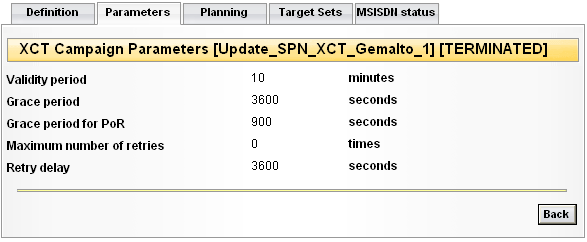 Definition Parameters Planning Target Sets MSISDN status
XCT Campaign Parameters [Update_SPN_XCT_Gemalto_1] [TERMINATED]
Validity period 10 minutes
Grace period 3600 seconds
Grace period for PoR 900 seconds
Maximum number of retries 0 times
Retry delay 3600 seconds
Back